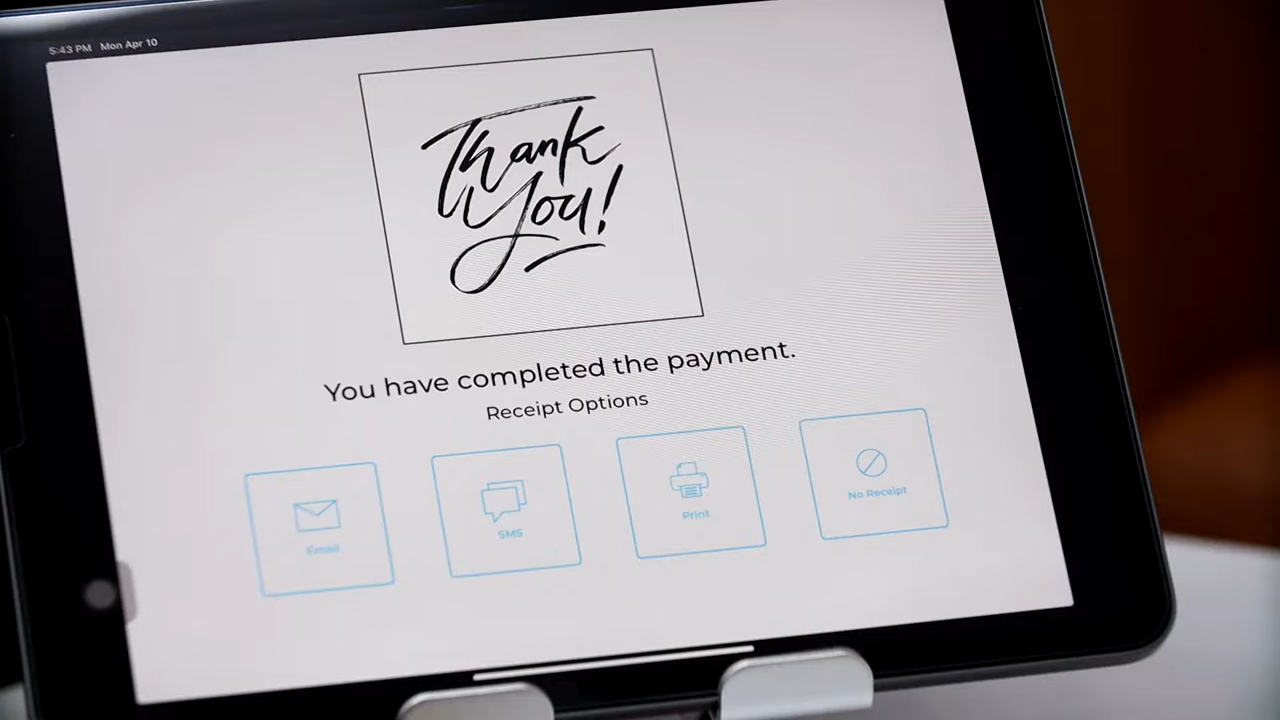 5:43 PM Mon Apr 10
Thank
You!
You have completed the payment.
Receipt Options
Email
SMS
Print
No Receipt